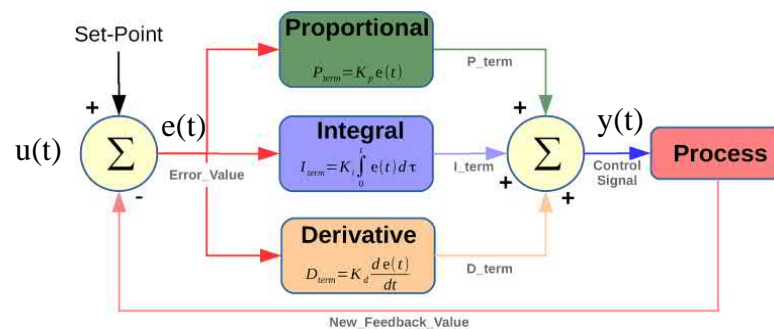 Set-Point
+
u(t)
Σ
-
e(t)
Error_Value
Proportional
P_term=K_p e(t)
Integral
I_term=K_i∫_0^t e(t)dτ
Derivative
D_term=K_d de(t)/dt
P_term
I_term
D_term
+
+
+
Σ
y(t)
Control
Signal
Process
New_Feedback_Value